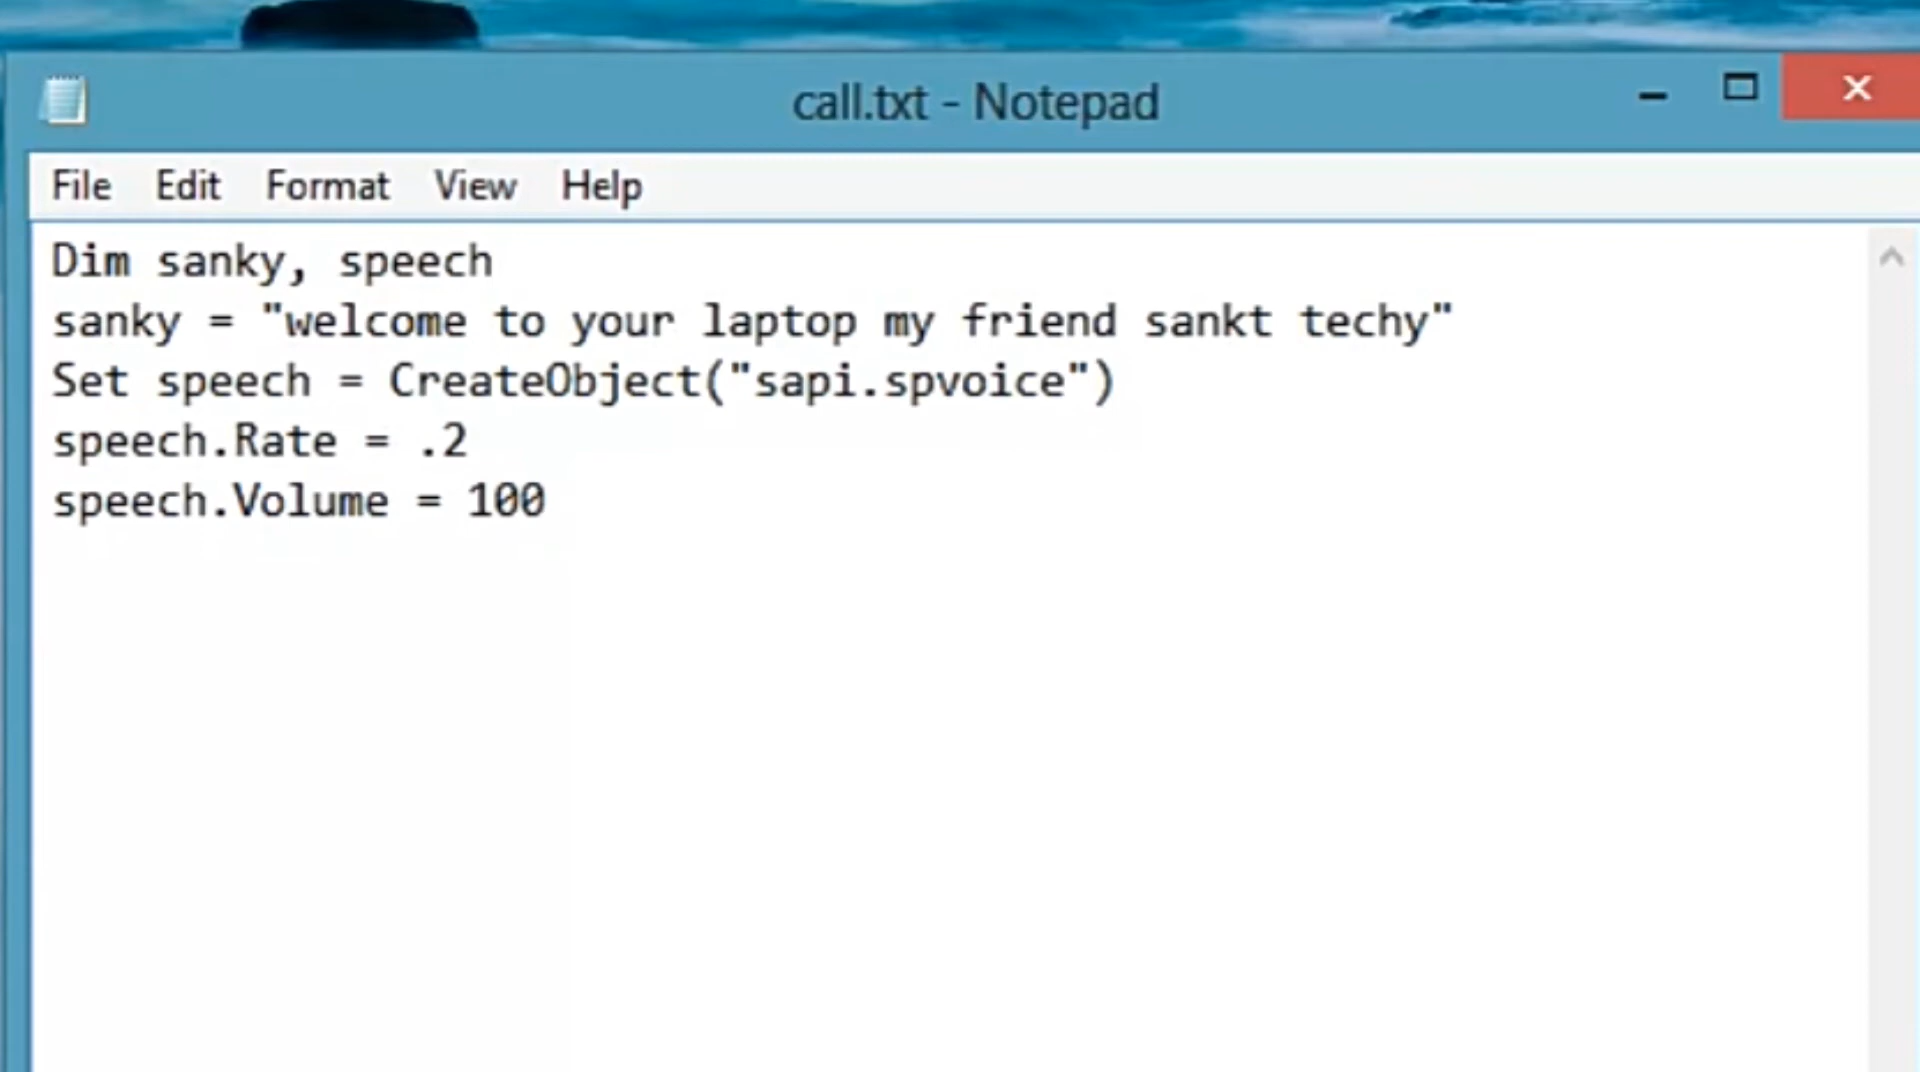 call.txt - Notepad
File Edit Format View Help
Dim sanky, speech
sanky = "welcome to your laptop my friend sankt techy"
Set speech = CreateObject("sapi.spvoice")
speech.Rate = .2
speech.Volume = 100